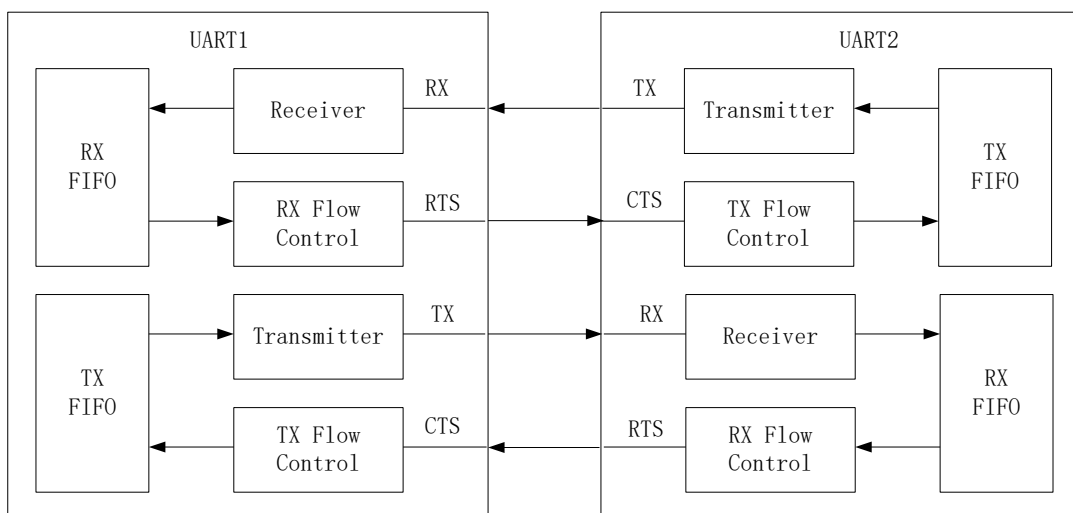 UART1
UART2
RX
FIFO
Receiver
RX
TX
Transmitter
TX
FIFO
RX Flow
Control
RTS
CTS
TX Flow
Control
TX
FIFO
Transmitter
TX
RX
Receiver
RX
FIFO
TX Flow
Control
CTS
RTS
RX Flow
Control